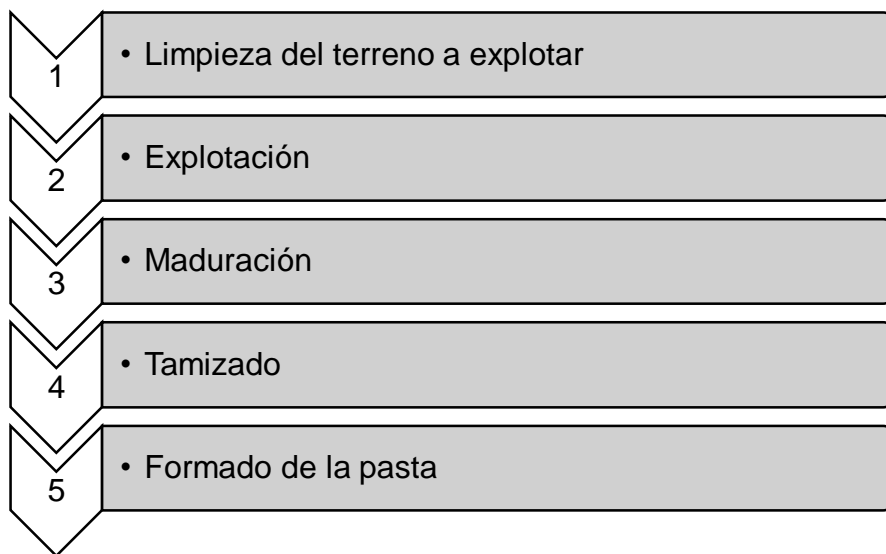 1
• Limpieza del terreno a explotar
2
• Explotación
3
• Maduración
4
• Tamizado
5
• Formado de la pasta